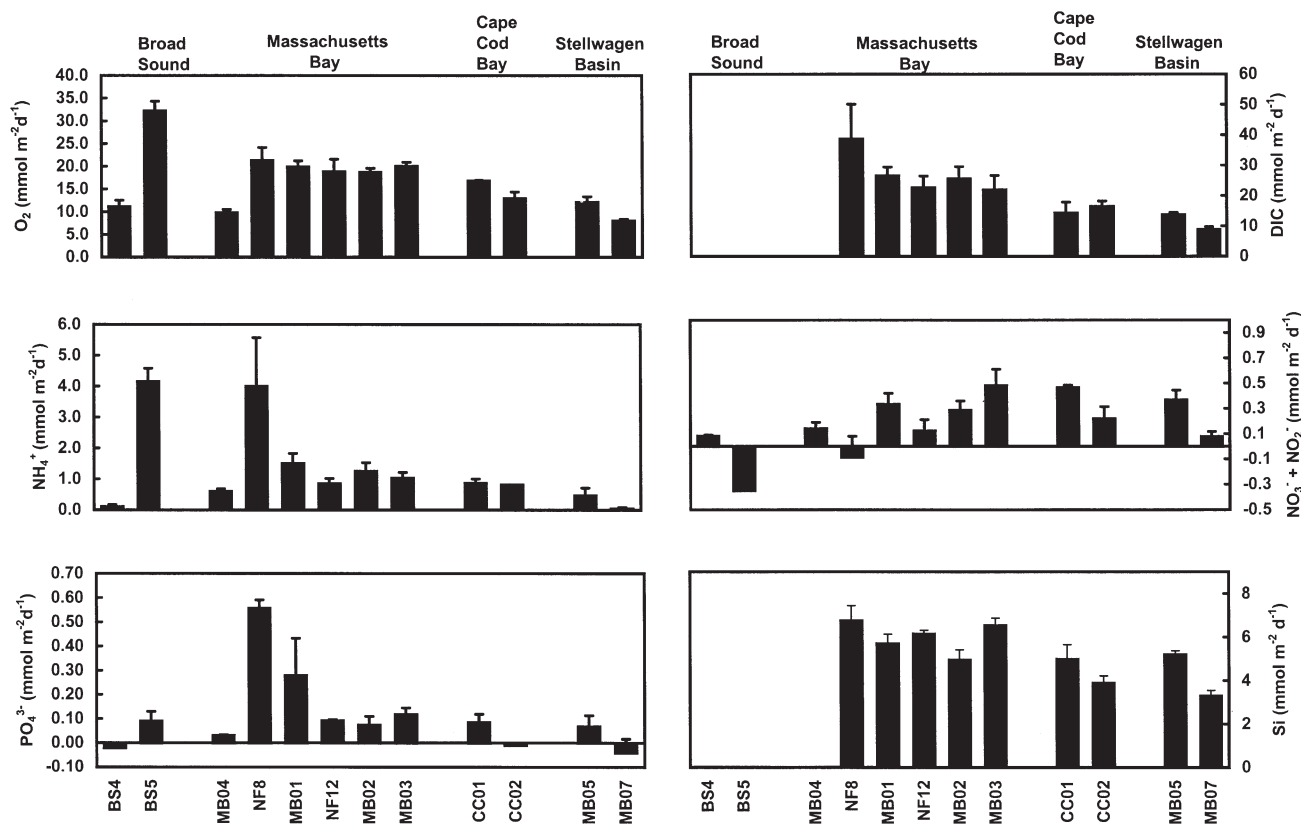 Broad Sound
Massachusetts Bay
Cape Cod Bay
Stellwagen Basin
Broad Sound
Massachusetts Bay
Cape Cod Bay
Stellwagen Basin
O₂ (mmol m⁻²d⁻¹)
40.0
35.0
30.0
25.0
20.0
15.0
10.0
5.0
0.0
60
50
40
30
20
10
0
DIC (mmol m⁻² d⁻¹)
NH₄⁺ (mmol m⁻²d⁻¹)
6.0
5.0
4.0
3.0
2.0
1.0
0.0
0.9
0.7
0.5
0.3
0.1
-0.1
-0.3
-0.5
NO₃⁻ + NO₂⁻ (mmol m⁻² d⁻¹)
PO₄³⁻ (mmol m⁻²d⁻¹)
0.70
0.60
0.50
0.40
0.30
0.20
0.10
0.00
-0.10
8
6
4
2
0
Si (mmol m⁻² d⁻¹)
BS4
BS5
MB04
NF8
MB01
NF12
MB02
MB03
CC01
CC02
MB05
MB07
BS4
BS5
MB04
NF8
MB01
NF12
MB02
MB03
CC01
CC02
MB05
MB07